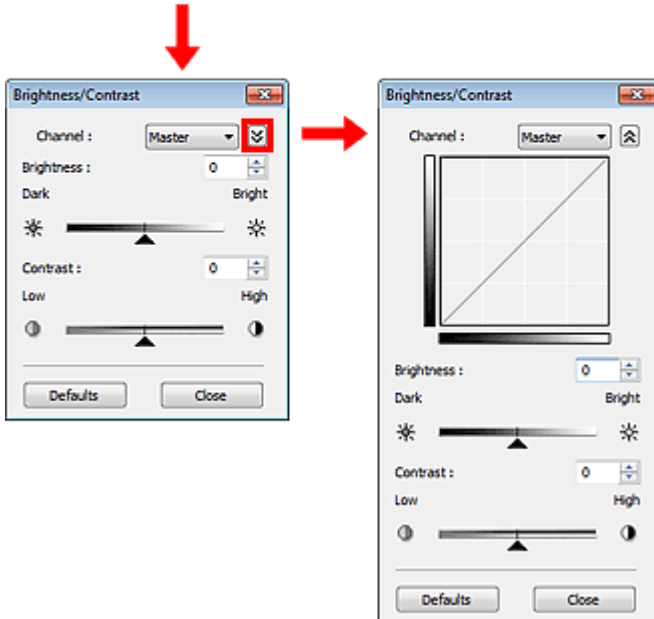 Brightness/Contrast
Channel : Master
Brightness : 0
Dark Bright
Contrast : 0
Low High
Defaults Close
Brightness/Contrast
Channel : Master
Brightness : 0
Dark Bright
Contrast : 0
Low High
Defaults Close